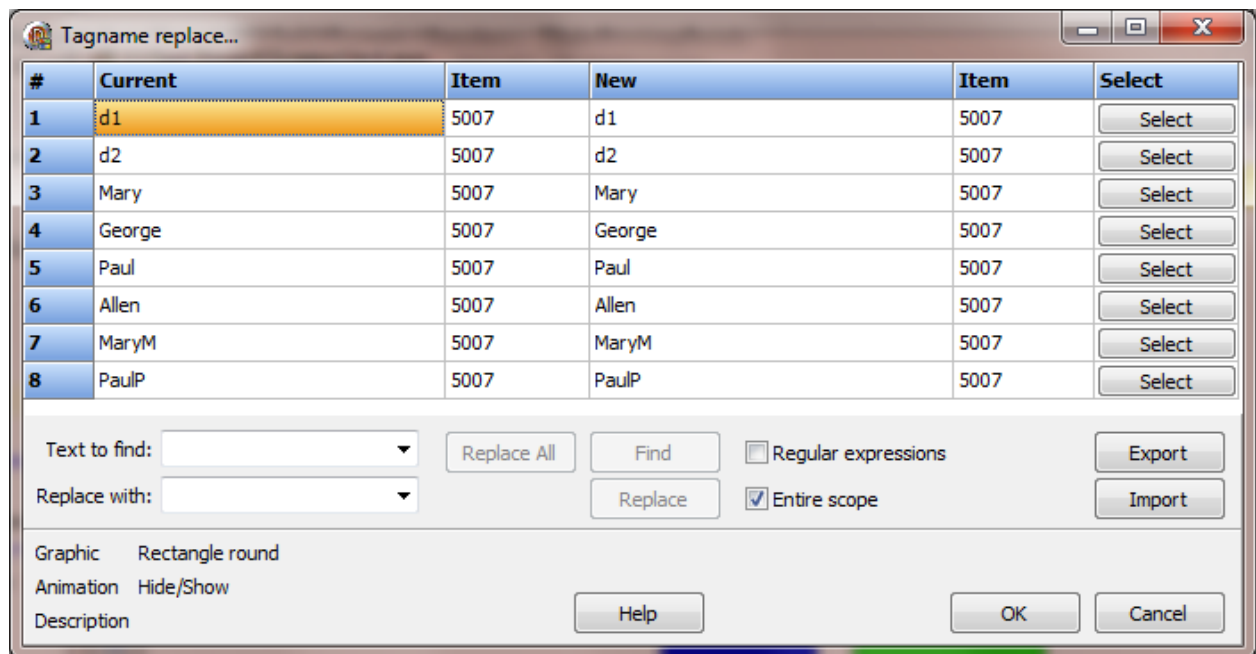 Tagname replace...
# Current Item New Item Select
1 d1 5007 d1 5007 Select
2 d2 5007 d2 5007 Select
3 Mary 5007 Mary 5007 Select
4 George 5007 George 5007 Select
5 Paul 5007 Paul 5007 Select
6 Allen 5007 Allen 5007 Select
7 MaryM 5007 MaryM 5007 Select
8 PaulP 5007 PaulP 5007 Select
Text to find: Replace All Find Regular expressions Export
Replace with: Replace Entire scope Import
Graphic Rectangle round
Animation Hide/Show
Description Help OK Cancel